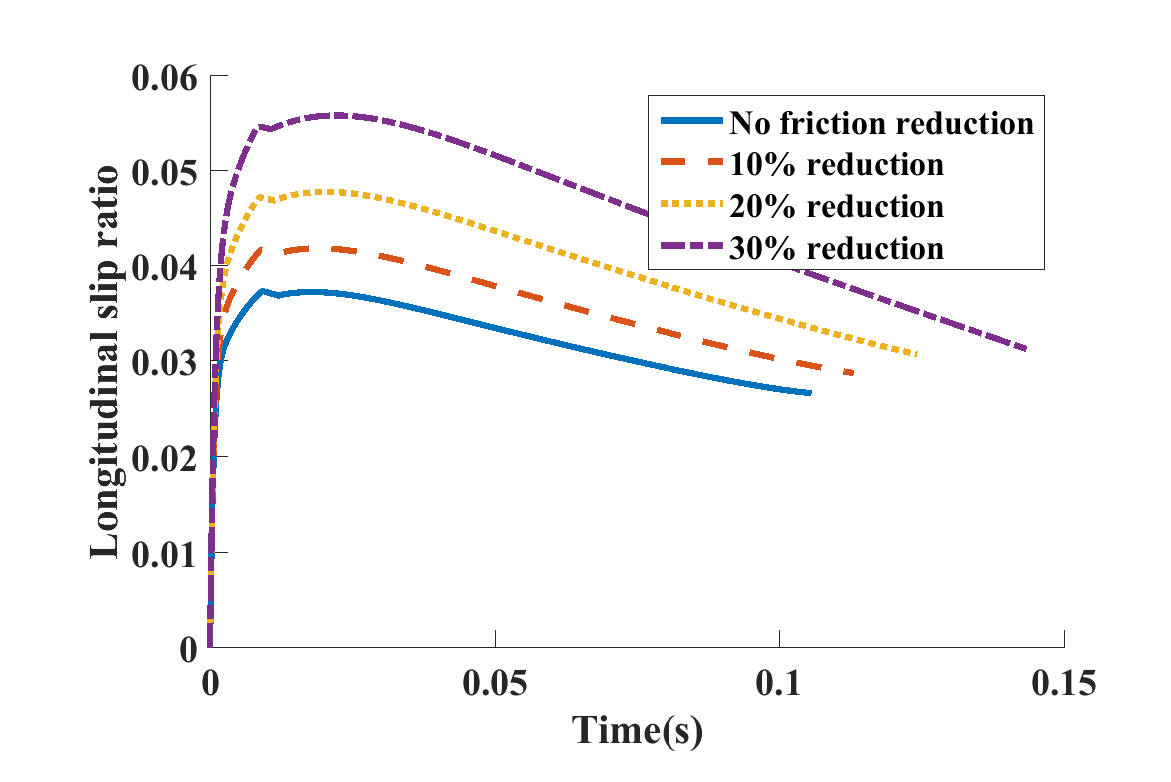 0.06
0.05
0.04
0.03
0.02
0.01
0
Longitudinal slip ratio
No friction reduction
10% reduction
20% reduction
30% reduction
0
0.05
0.1
0.15
Time(s)